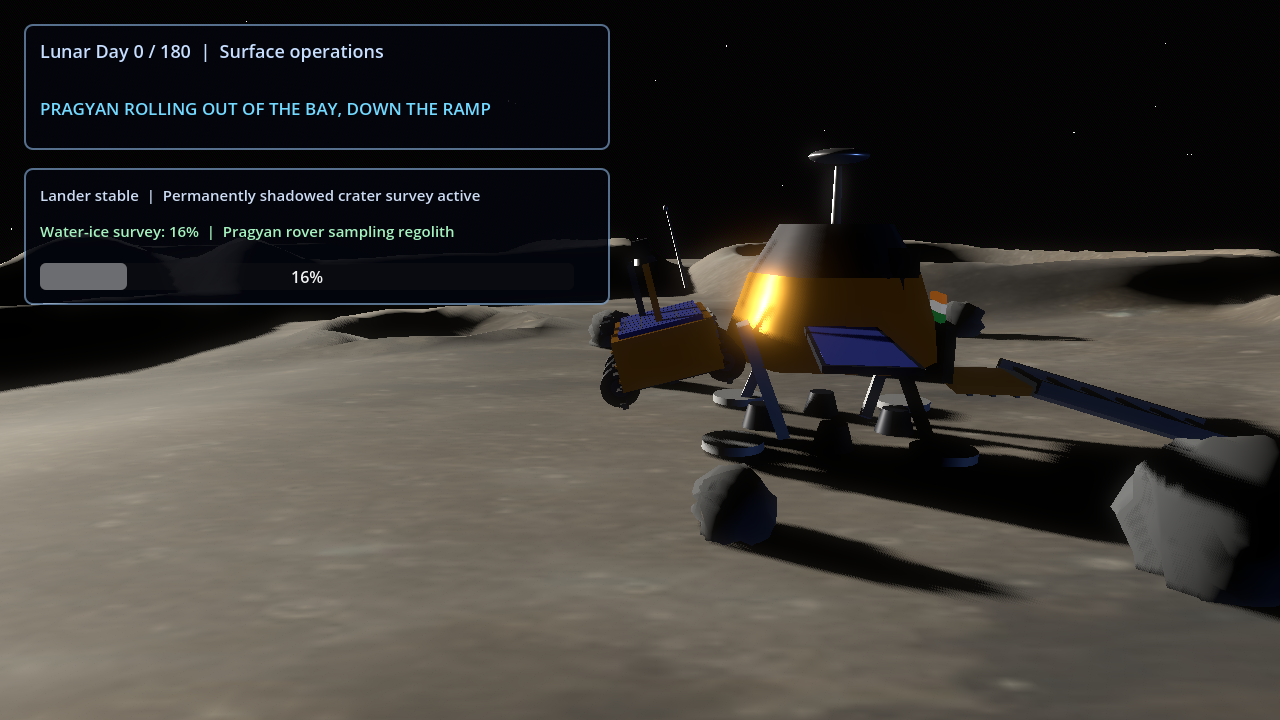 Lunar Day 0 / 180 | Surface operations
PRAGYAN ROLLING OUT OF THE BAY, DOWN THE RAMP
Lander stable | Permanently shadowed crater survey active
Water-ice survey: 16% | Pragyan rover sampling regolith
16%